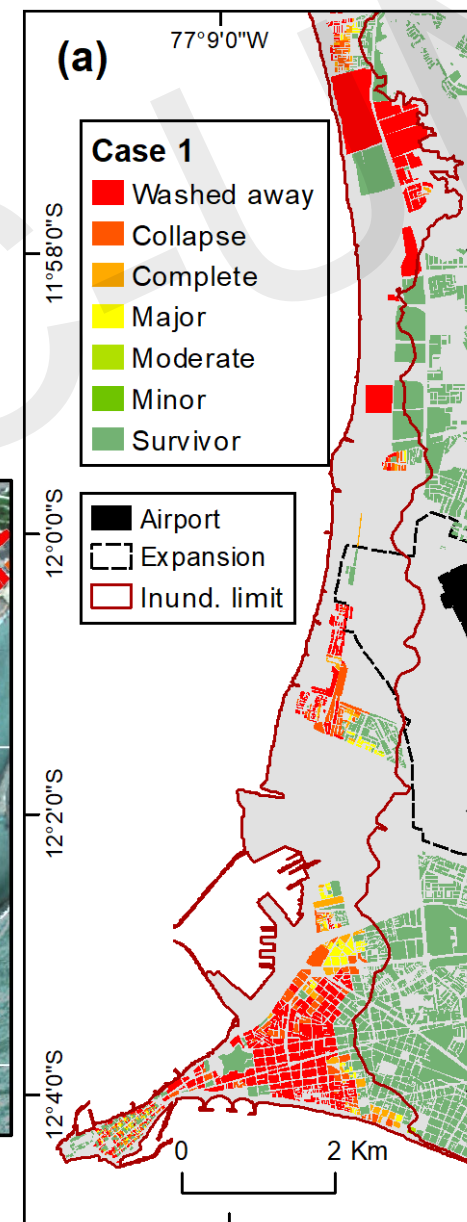 (a)
77°9'0"W
Case 1
Washed away
Collapse
Complete
Major
Moderate
Minor
Survivor
Airport
Expansion
Inund. limit
11°58'0"S
12°0'0"S
12°2'0"S
12°4'0"S
0 2 Km